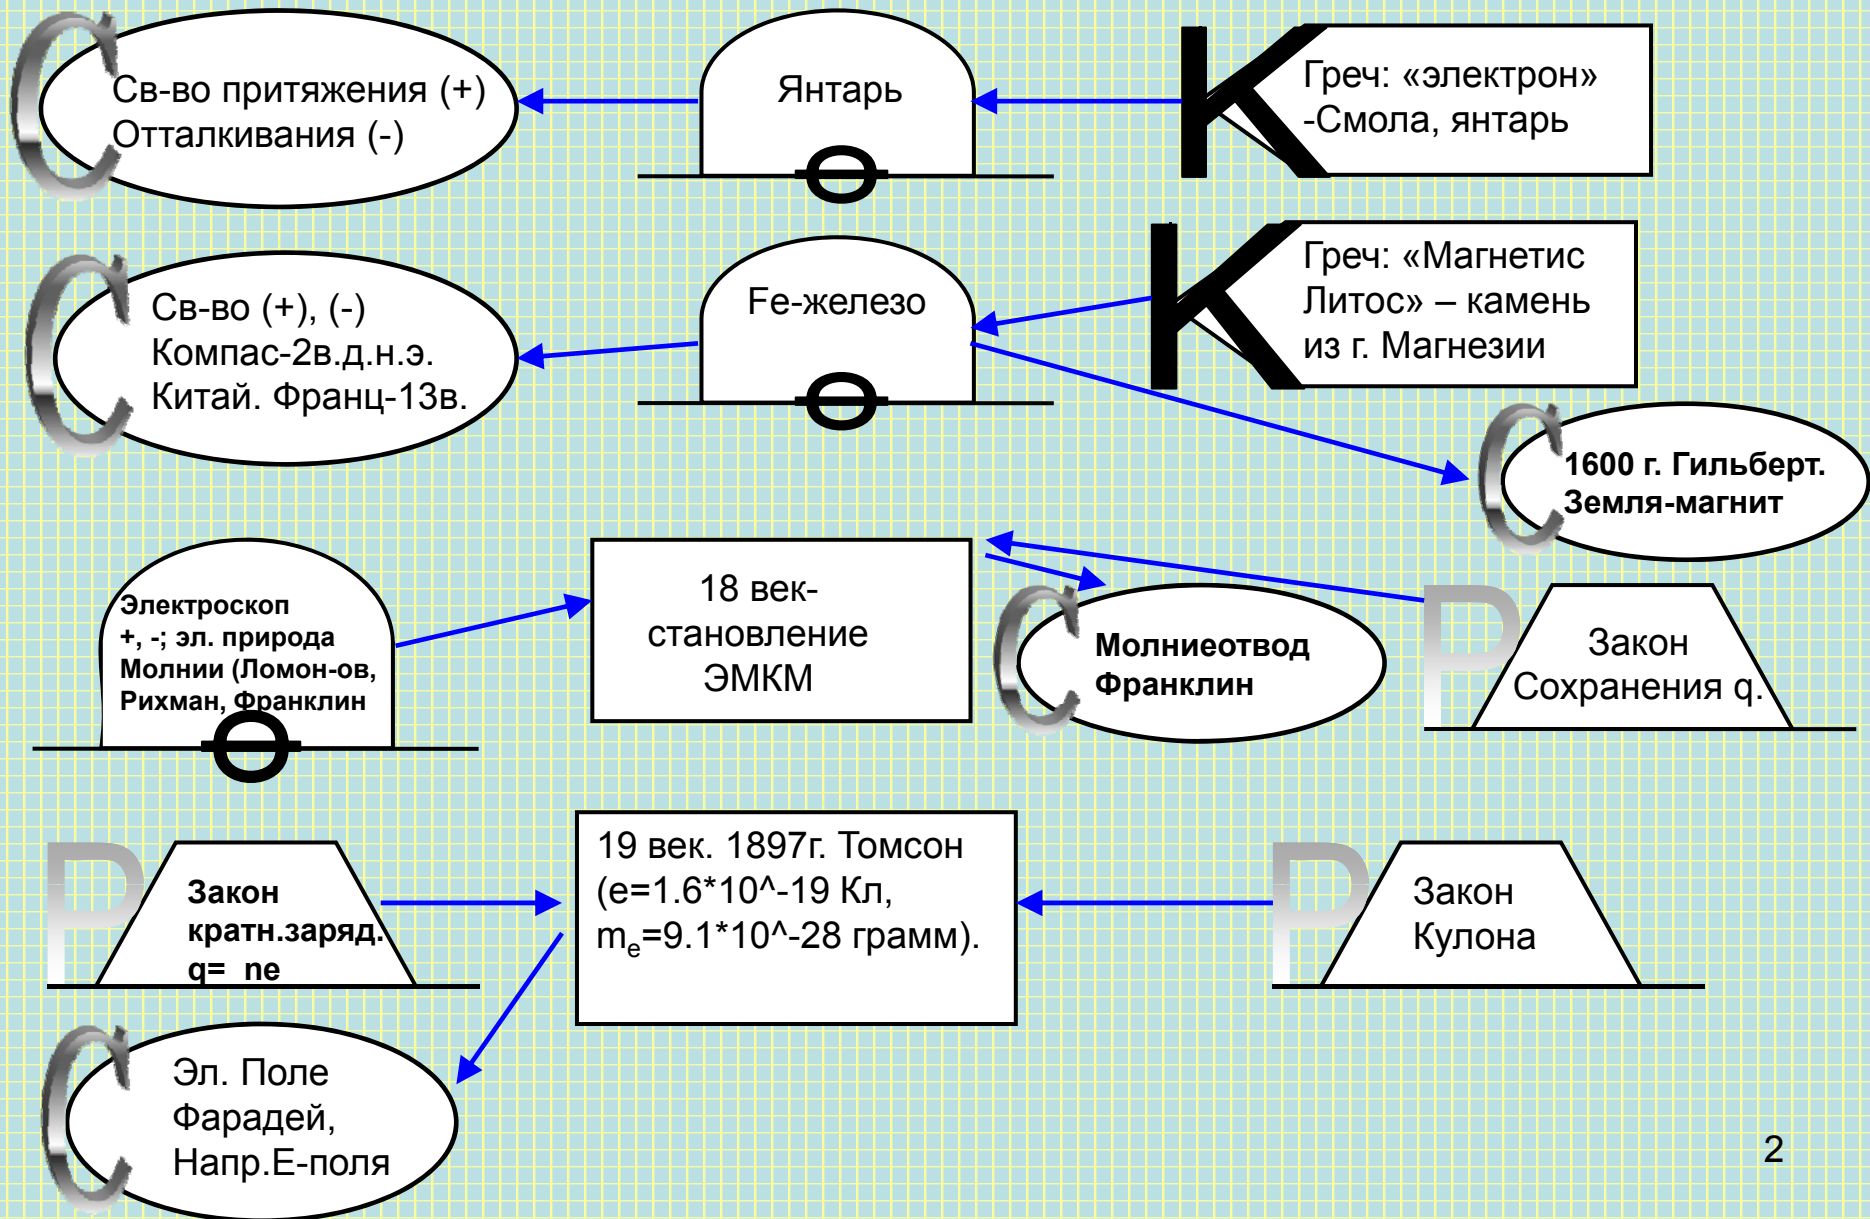 С
Св-во притяжения (+)
Отталкивания (-)
Янтарь
Ф
К
Греч: «электрон»
-Смола, янтарь
С
Св-во (+), (-)
Компас-2в.д.н.э.
Китай. Франц-13в.
Fe-железо
Ф
К
Греч: «Магнетис
Литос» – камень
из г. Магнезии
С
1600 г. Гильберт.
Земля-магнит
Электроскоп
+, -; эл. природа
Молнии (Ломон-ов,
Рихман, Франклин
Ф
18 век-
становление
ЭМКМ
С
Молниеотвод
Франклин
Р
Закон
Сохранения q.
Р
Закон
кратн.заряд.
q= ne
19 век. 1897г. Томсон
(e=1.6*10^-19 Кл,
mₑ=9.1*10^-28 грамм).
Р
Закон
Кулона
С
Эл. Поле
Фарадей,
Напр.Е-поля
2